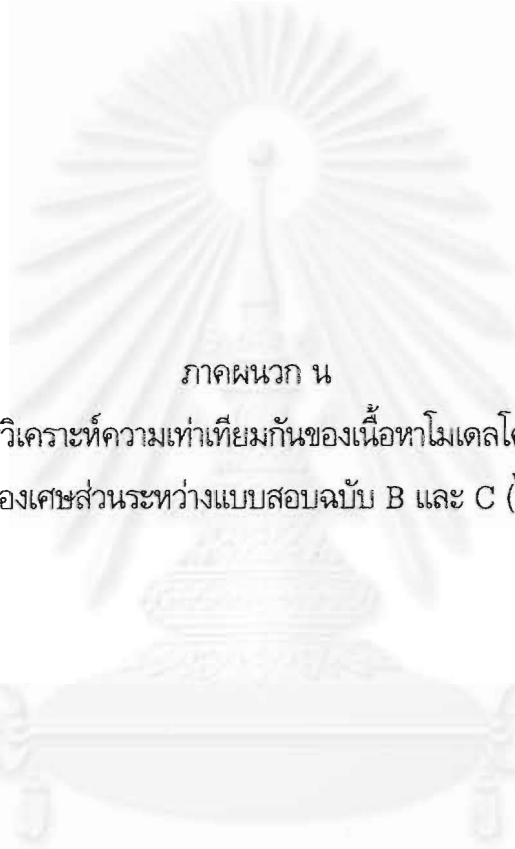 ภาคผนวก น
วิเคราะห์ความเท่าเทียมกันของเนื้อหาโมเดล
เศษส่วนระหว่างแบบสอบฉบับ B และ C